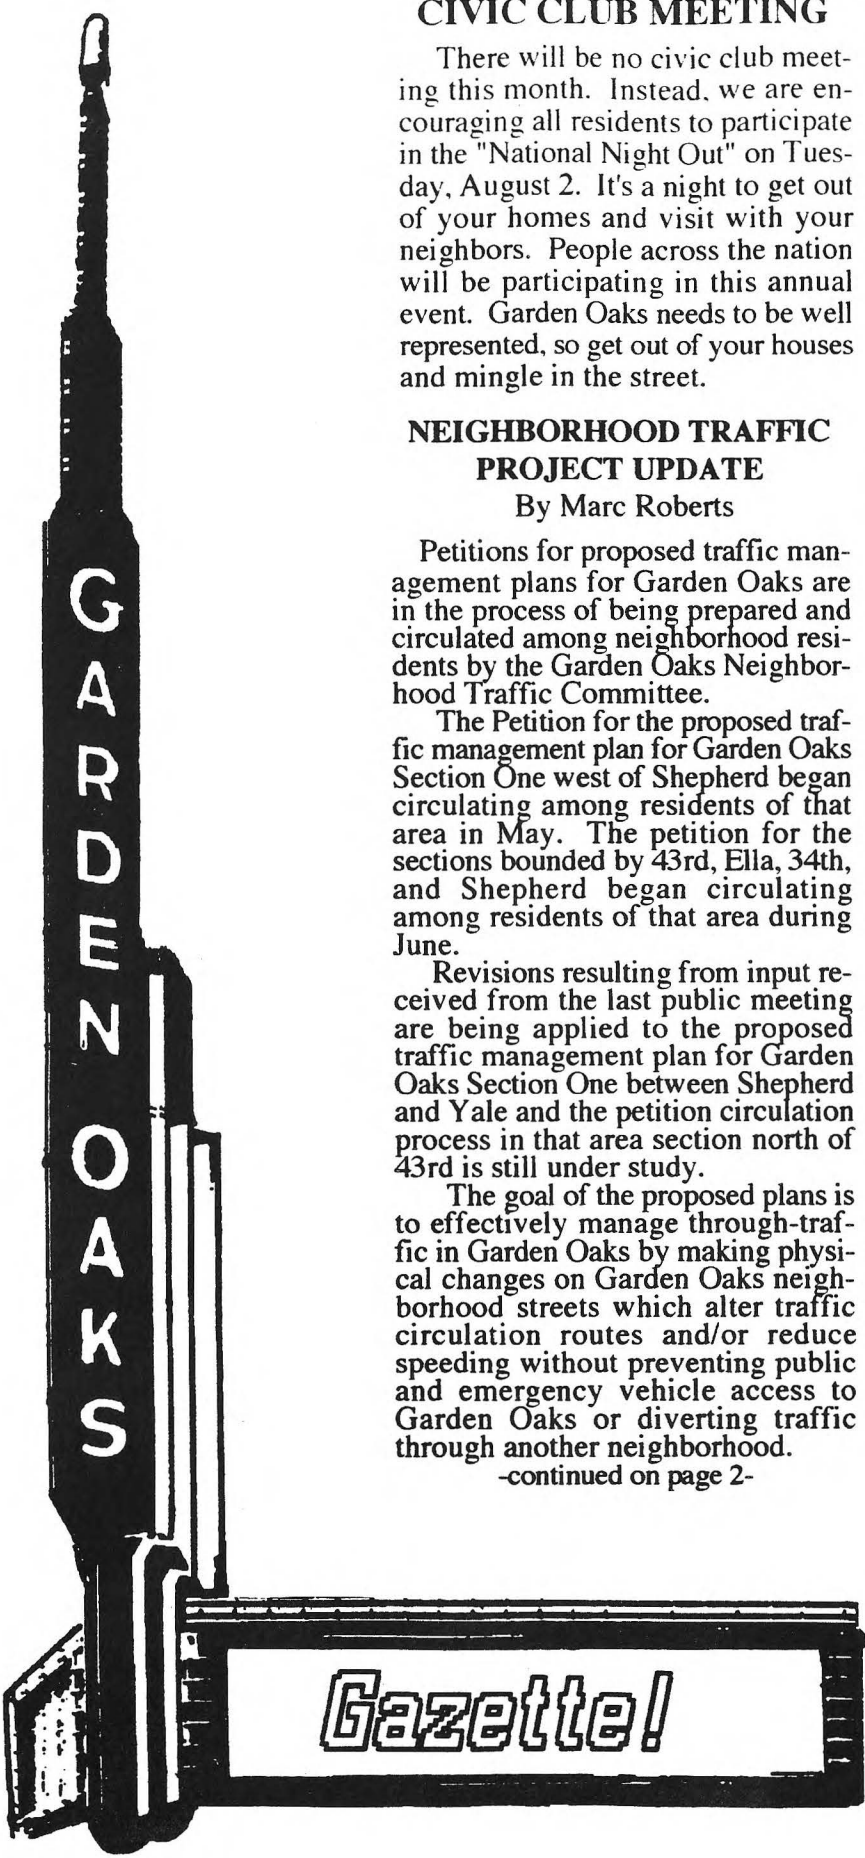 CIVIC CLUB MEETING
There will be no civic club meet-
ing this month. Instead, we are en-
couraging all residents to participate
in the "National Night Out" on Tues-
day, August 2. It's a night to get out
of your homes and visit with your
neighbors. People across the nation
will be participating in this annual
event. Garden Oaks needs to be well
represented, so get out of your houses
and mingle in the street.
NEIGHBORHOOD TRAFFIC
PROJECT UPDATE
By Marc Roberts
Petitions for proposed traffic man-
agement plans for Garden Oaks are
in the process of being prepared and
circulated among neighborhood resi-
dents by the Garden Oaks Neighbor-
hood Traffic Committee.
The Petition for the proposed traf-
fic management plan for Garden Oaks
Section One west of Shepherd began
circulating among residents of that
area in May. The petition for the
sections bounded by 43rd, Ella, 34th,
and Shepherd began circulating
among residents of that area during
June.
Revisions resulting from input re-
ceived from the last public meeting
are being applied to the proposed
traffic management plan for Garden
Oaks Section One between Shepherd
and Yale and the petition circulation
process in that area section north of
43rd is still under study.
The goal of the proposed plans is
to effectively manage through-traf-
fic in Garden Oaks by making physi-
cal changes on Garden Oaks neigh-
borhood streets which alter traffic
circulation routes and/or reduce
speeding without preventing public
and emergency vehicle access to
Garden Oaks or diverting traffic
through another neighborhood.
-continued on page 2-
GARDEN OAKS
Gazette!